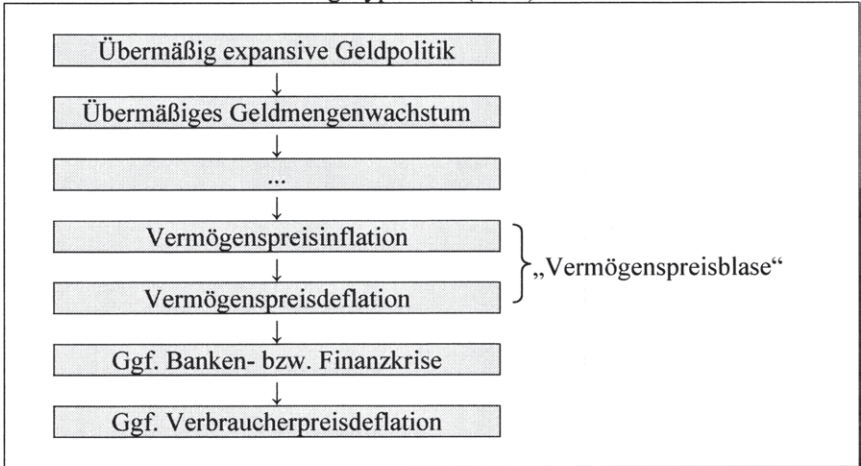 Übermäßig expansive Geldpolitik
↓
Übermäßiges Geldmengenwachstum
↓
...
↓
Vermögenspreisinflation
↓
Vermögenspreisdeflation
„Vermögenspreisblase“
↓
Ggf. Banken- bzw. Finanzkrise
↓
Ggf. Verbraucherpreisdeflation